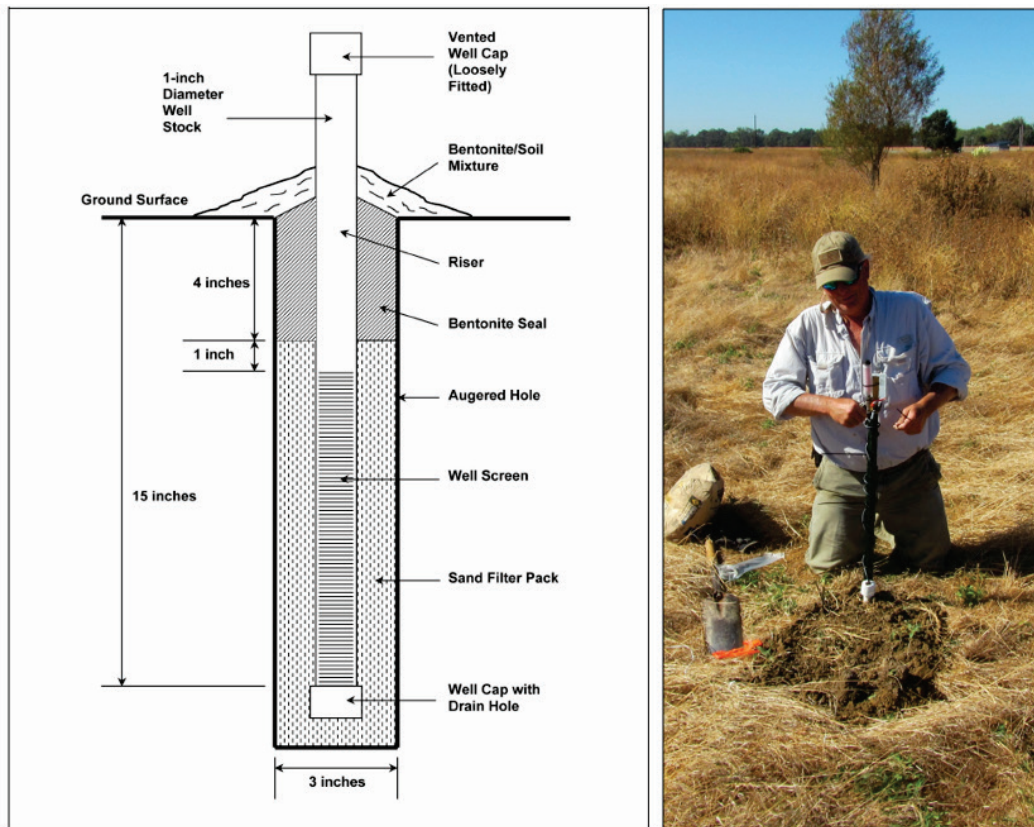 Vented
Well Cap
(Loosely
Fitted)
1-inch
Diameter
Well
Stock
Bentonite/Soil
Mixture
Ground Surface
Riser
4 inches
Bentonite Seal
1 inch
Augered Hole
Well Screen
15 inches
Sand Filter Pack
Well Cap with
Drain Hole
3 inches